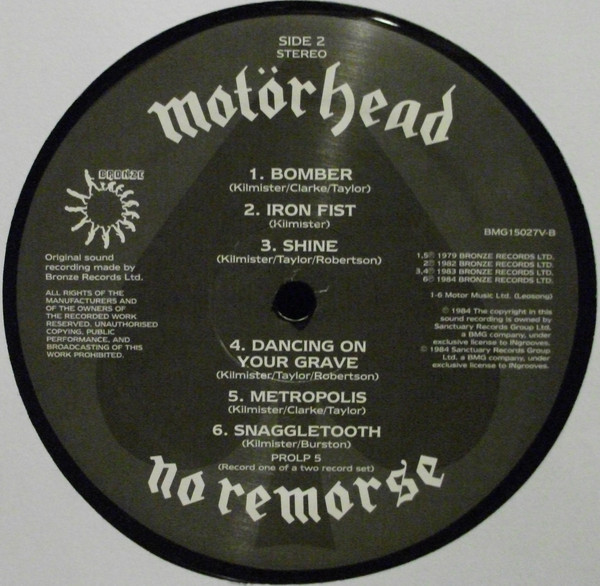 SIDE 2
STEREO
motörhead
BRONZE
1. BOMBER
(Kilmister/Clarke/Taylor)
2. IRON FIST
(Kilmister)
3. SHINE
(Kilmister/Taylor/Robertson)
Original sound
recording made by
Bronze Records Ltd.
ALL RIGHTS OF THE
MANUFACTURERS AND
OF THE OWNERS OF
THE RECORDED WORK
RESERVED, UNAUTHORISED
COPYING, PUBLIC
PERFORMANCE, AND
BROADCASTING OF THIS
WORK PROHIBITED.
BMG15027V-B
1,5℗ 1979 BRONZE RECORDS LTD.
2℗ 1982 BRONZE RECORDS LTD.
3,4℗ 1983 BRONZE RECORDS LTD.
6℗ 1984 BRONZE RECORDS LTD.
1-6 Motor Music Ltd. (Leosong)
℗ 1984 The copyright in this
sound recording is owned by
Sanctuary Records Group Ltd,
a BMG company, under
exclusive license to INgrooves.
© 1984 Sanctuary Records Group
Ltd, a BMG company, under
exclusive license to INgrooves.
4. DANCING ON
YOUR GRAVE
(Kilmister/Taylor/Robertson)
5. METROPOLIS
(Kilmister/Clarke/Taylor)
6. SNAGGLETOOTH
(Kilmister/Burston)
PROLP 5
(Record one of a two record set)
no remorse